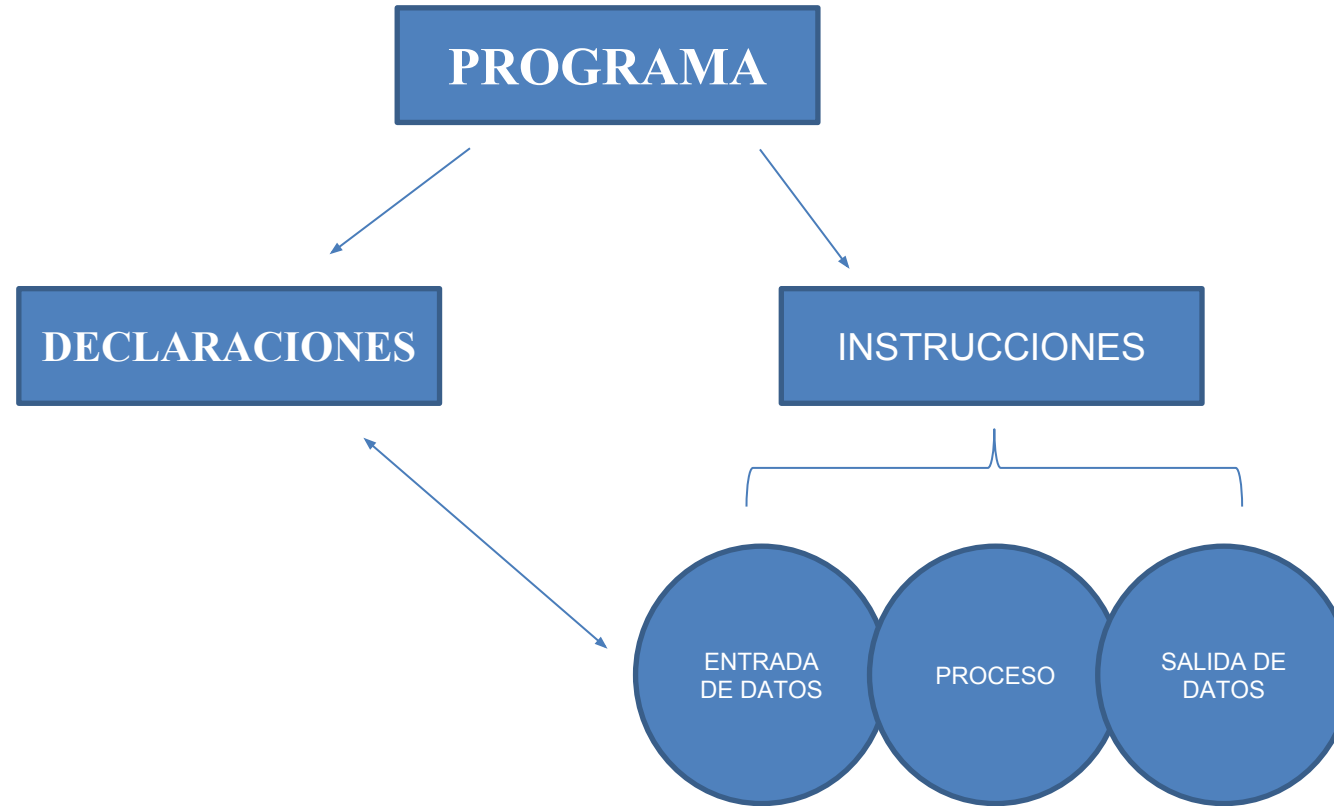 PROGRAMA
DECLARACIONES
INSTRUCCIONES
ENTRADA
DE DATOS
PROCESO
SALIDA DE
DATOS